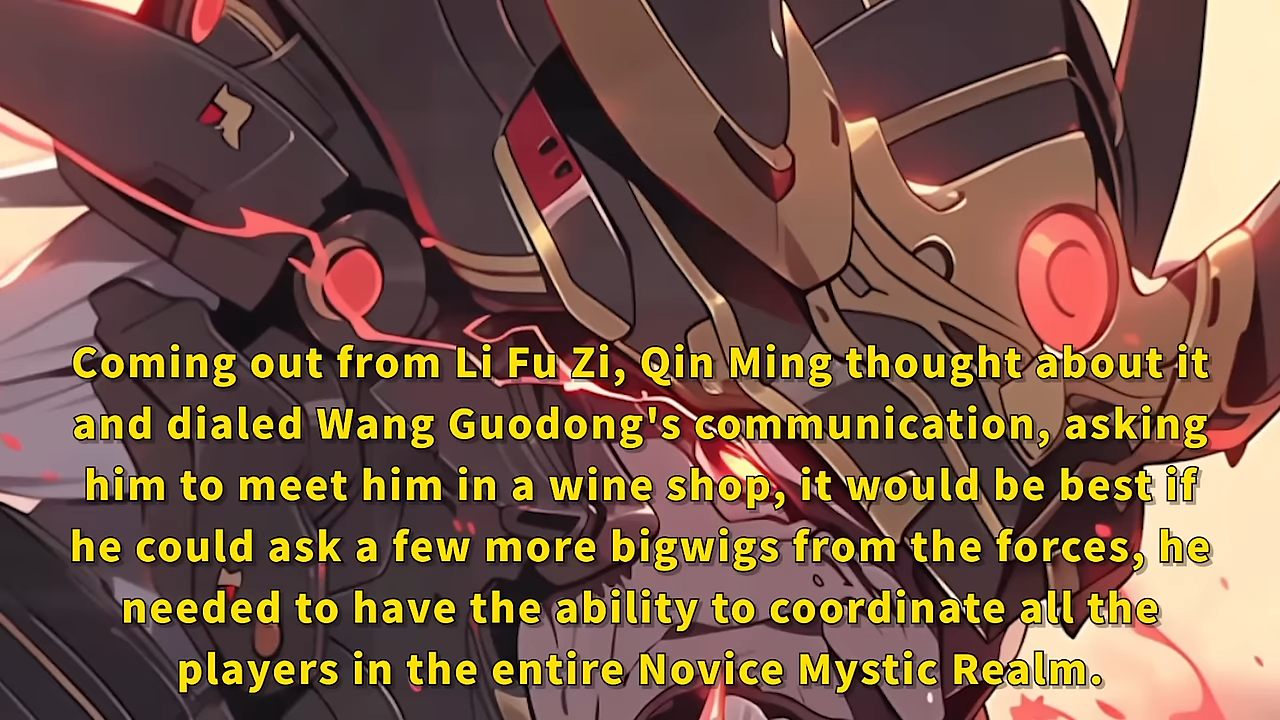 Coming out from Li Fu Zi, Qin Ming thought about it
and dialed Wang Guodong's communication, asking
him to meet him in a wine shop, it would be best if
he could ask a few more bigwigs from the forces, he
needed to have the ability to coordinate all the
players in the entire Novice Mystic Realm.